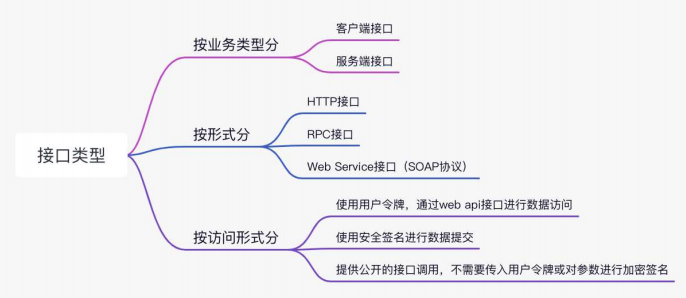 接口类型
按业务类型分
客户端接口
服务端接口
按形式分
HTTP接口
RPC接口
Web Service接口（SOAP协议）
按访问形式分
使用用户令牌，通过web api接口进行数据访问
使用安全签名进行数据提交
提供公开的接口调用，不需要传入用户令牌或对参数进行加密签名